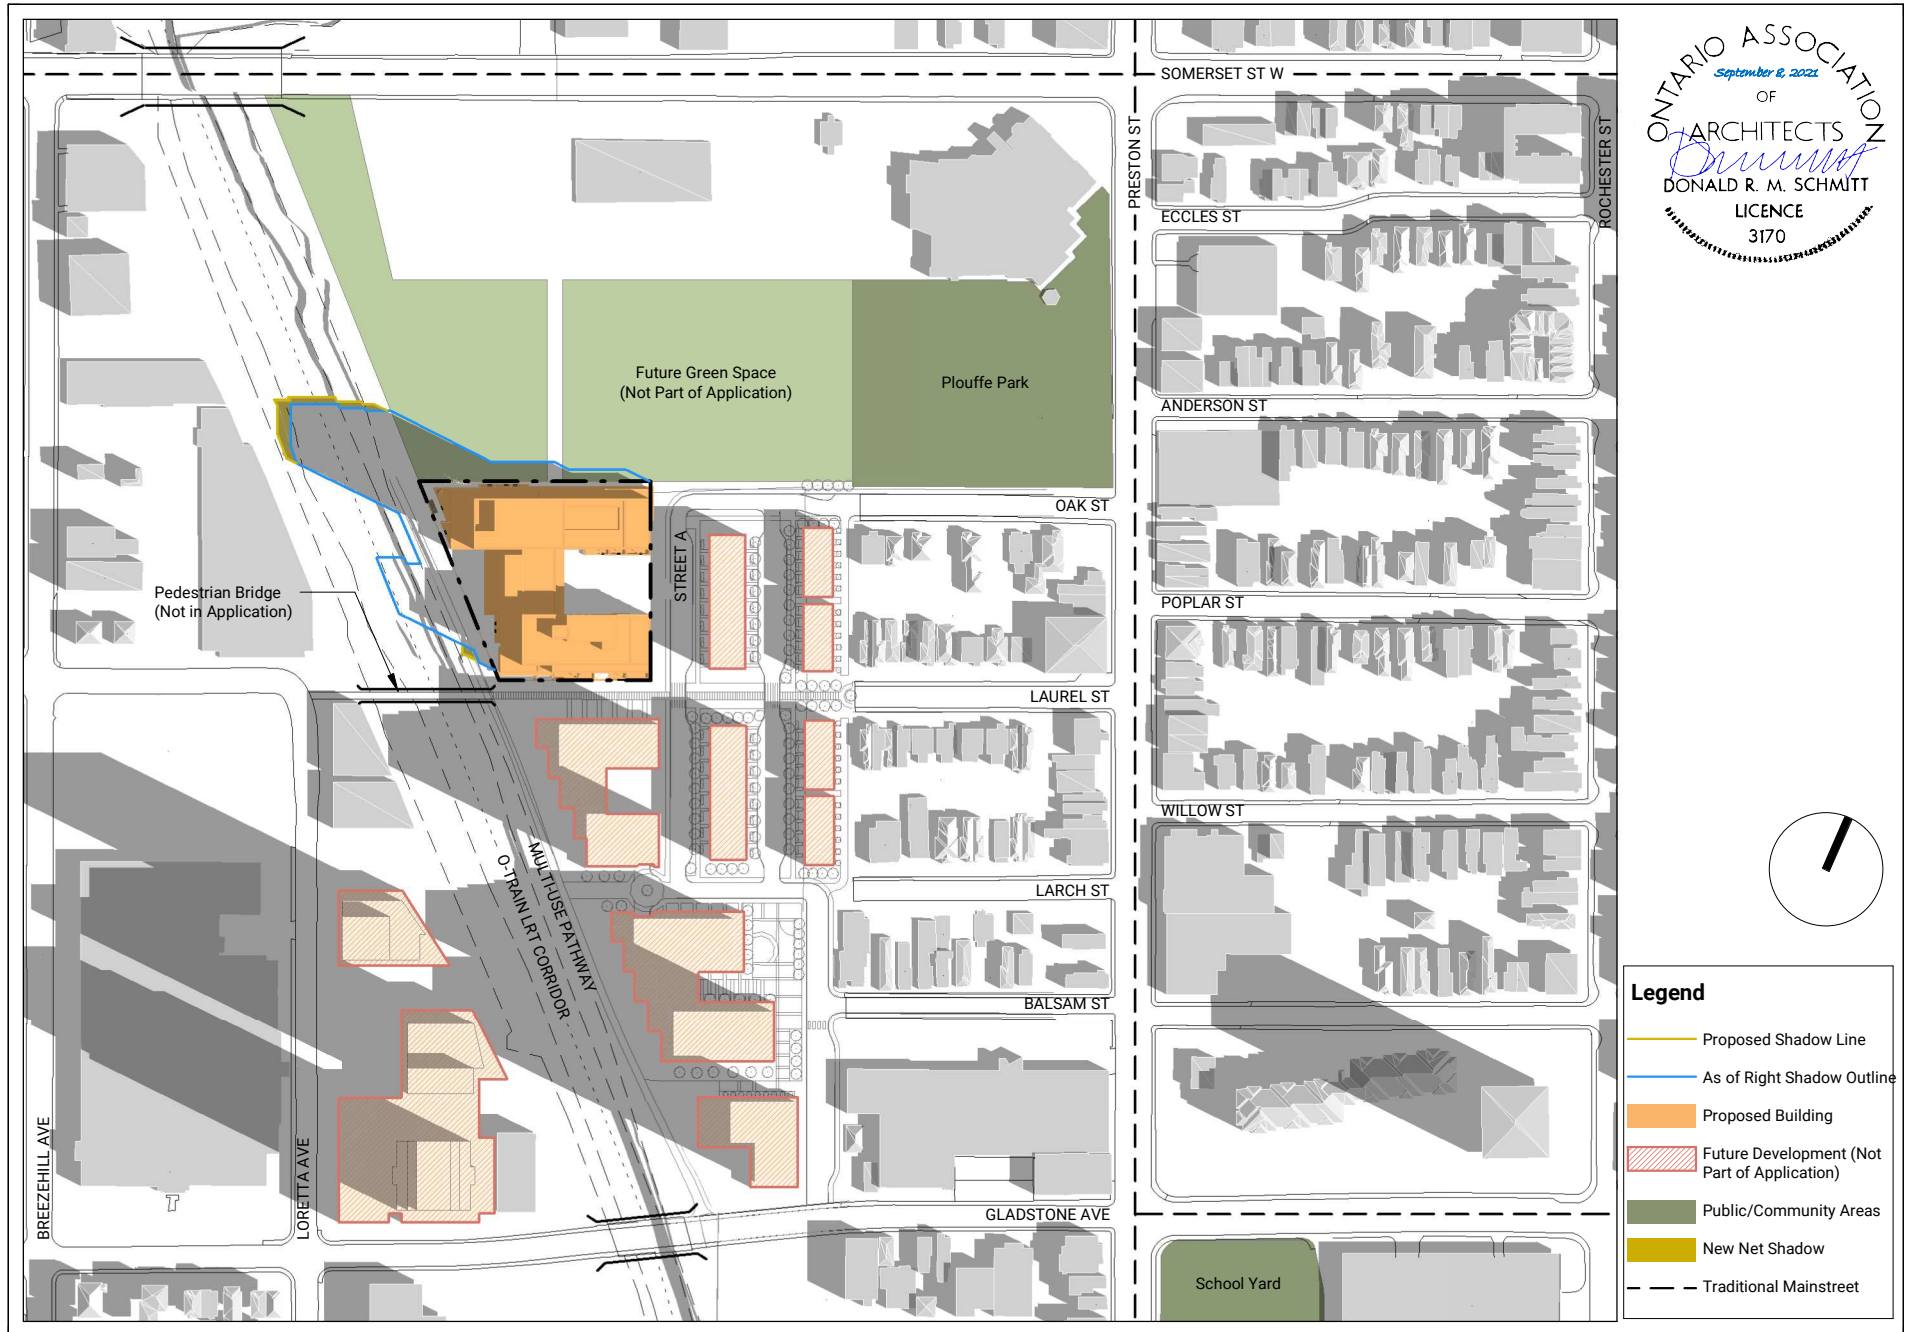 SOMERSET ST W
PRESTON ST
ROCHESTER ST
ECCLES ST
ONTARIO ASSOCIATION
September 8, 2021
OF
ARCHITECTS
DONALD R. M. SCHMITT
LICENCE
3170
Future Green Space
(Not Part of Application)
Plouffe Park
ANDERSON ST
OAK ST
STREET A
Pedestrian Bridge
(Not in Application)
POPLAR ST
LAUREL ST
WILLOW ST
MULTI-USE PATHWAY
O-TRAIN LRT CORRIDOR
LARCH ST
BALSAM ST
BREEZEHILL AVE
LORETTA AVE
GLADSTONE AVE
School Yard
Legend
Proposed Shadow Line
As of Right Shadow Outline
Proposed Building
Future Development (Not
Part of Application)
Public/Community Areas
New Net Shadow
Traditional Mainstreet